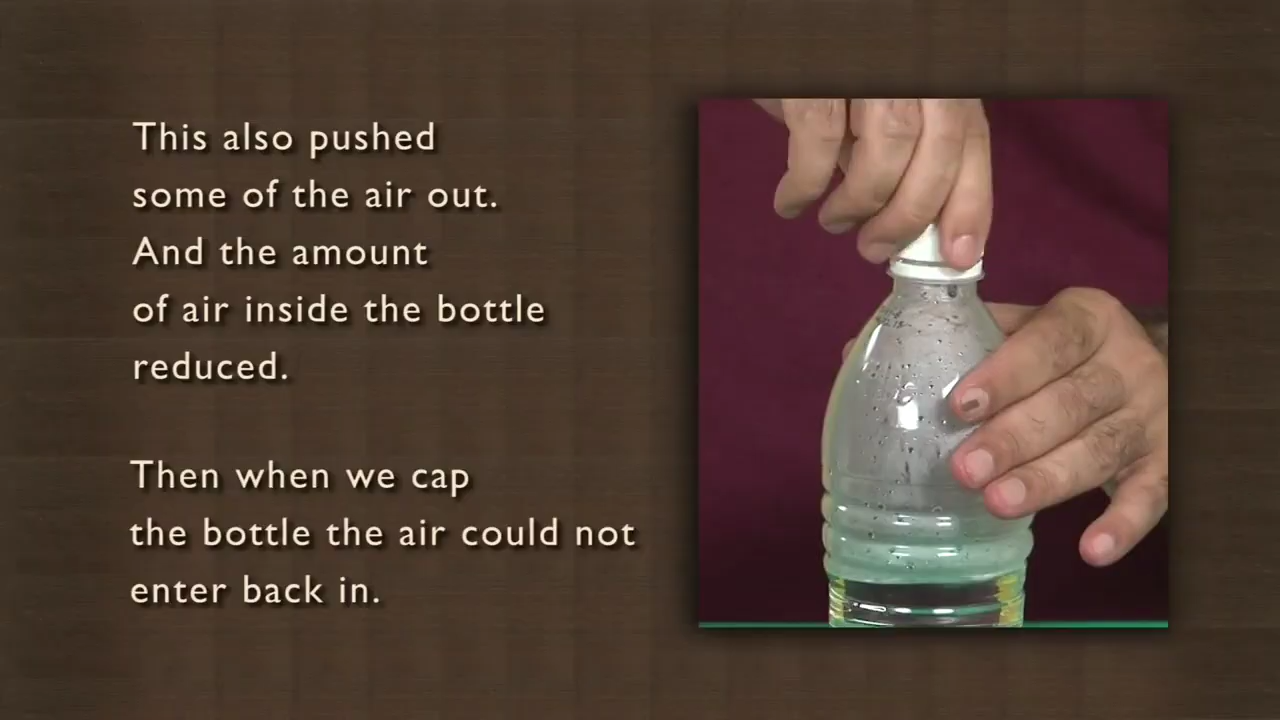 This also pushed
some of the air out.
And the amount
of air inside the bottle
reduced.
Then when we cap
the bottle the air could not
enter back in.